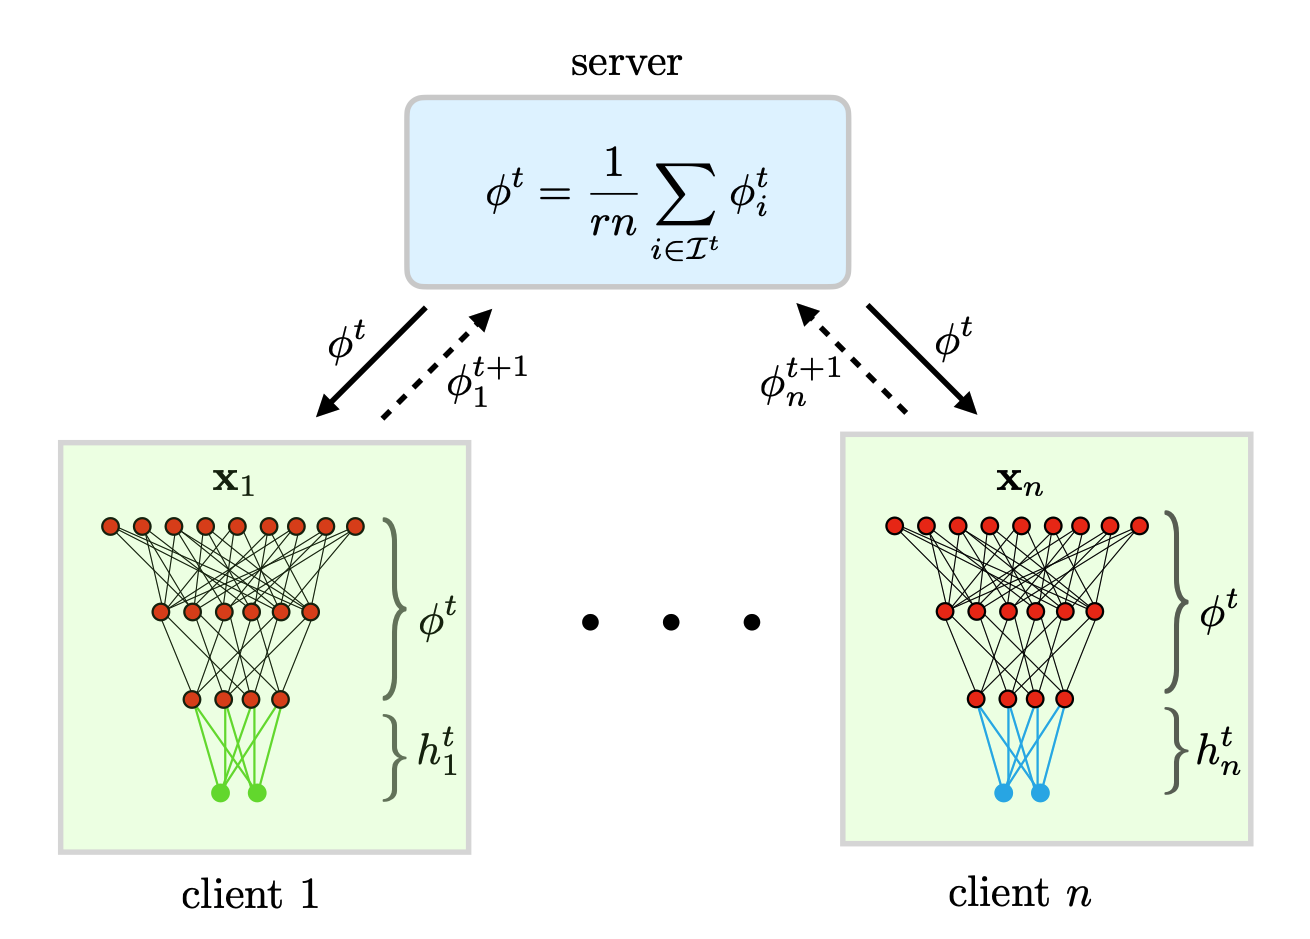 server
$\phi^t = \frac{1}{rn} \sum_{i \in \mathcal{I}^t} \phi_i^t$
$\phi^t$
$\phi_1^{t+1}$
$\phi_n^{t+1}$
$\phi^t$
$\mathbf{x}_1$
$\phi^t$
$h_1^t$
client 1
$\mathbf{x}_n$
$\phi^t$
$h_n^t$
client $n$